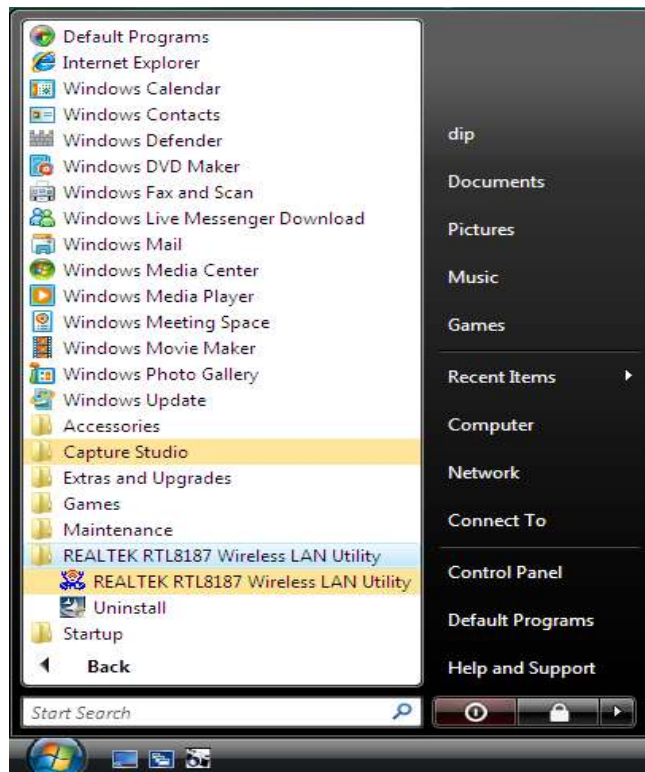 Default Programs
Internet Explorer
Windows Calendar
Windows Contacts
Windows Defender
Windows DVD Maker
Windows Fax and Scan
Windows Live Messenger Download
Windows Mail
Windows Media Center
Windows Media Player
Windows Meeting Space
Windows Movie Maker
Windows Photo Gallery
Windows Update
Accessories
Capture Studio
Extras and Upgrades
Games
Maintenance
REALTEK RTL8187 Wireless LAN Utility
REALTEK RTL8187 Wireless LAN Utility
Uninstall
Startup
Back
Start Search
dip
Documents
Pictures
Music
Games
Recent Items
Computer
Network
Connect To
Control Panel
Default Programs
Help and Support